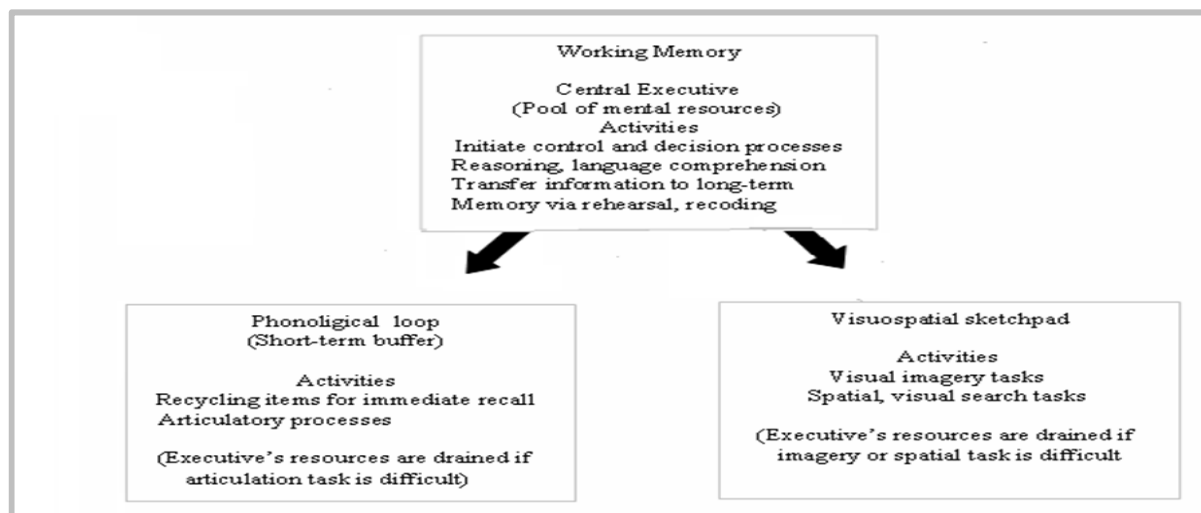 Working Memory
Central Executive
(Pool of mental resources)
Activities
Initiate control and decision processes
Reasoning, language comprehension
Transfer information to long-term
Memory via rehearsal, recoding
Phonoligical loop
(Short-term buffer)
Activities
Recycling items for immediate recall
Articulatory processes
(Executive's resources are drained if
articulation task is difficult)
Visuospatial sketchpad
Activities
Visual imagery tasks
Spatial, visual search tasks
(Executive's resources are drained if
imagery or spatial task is difficult